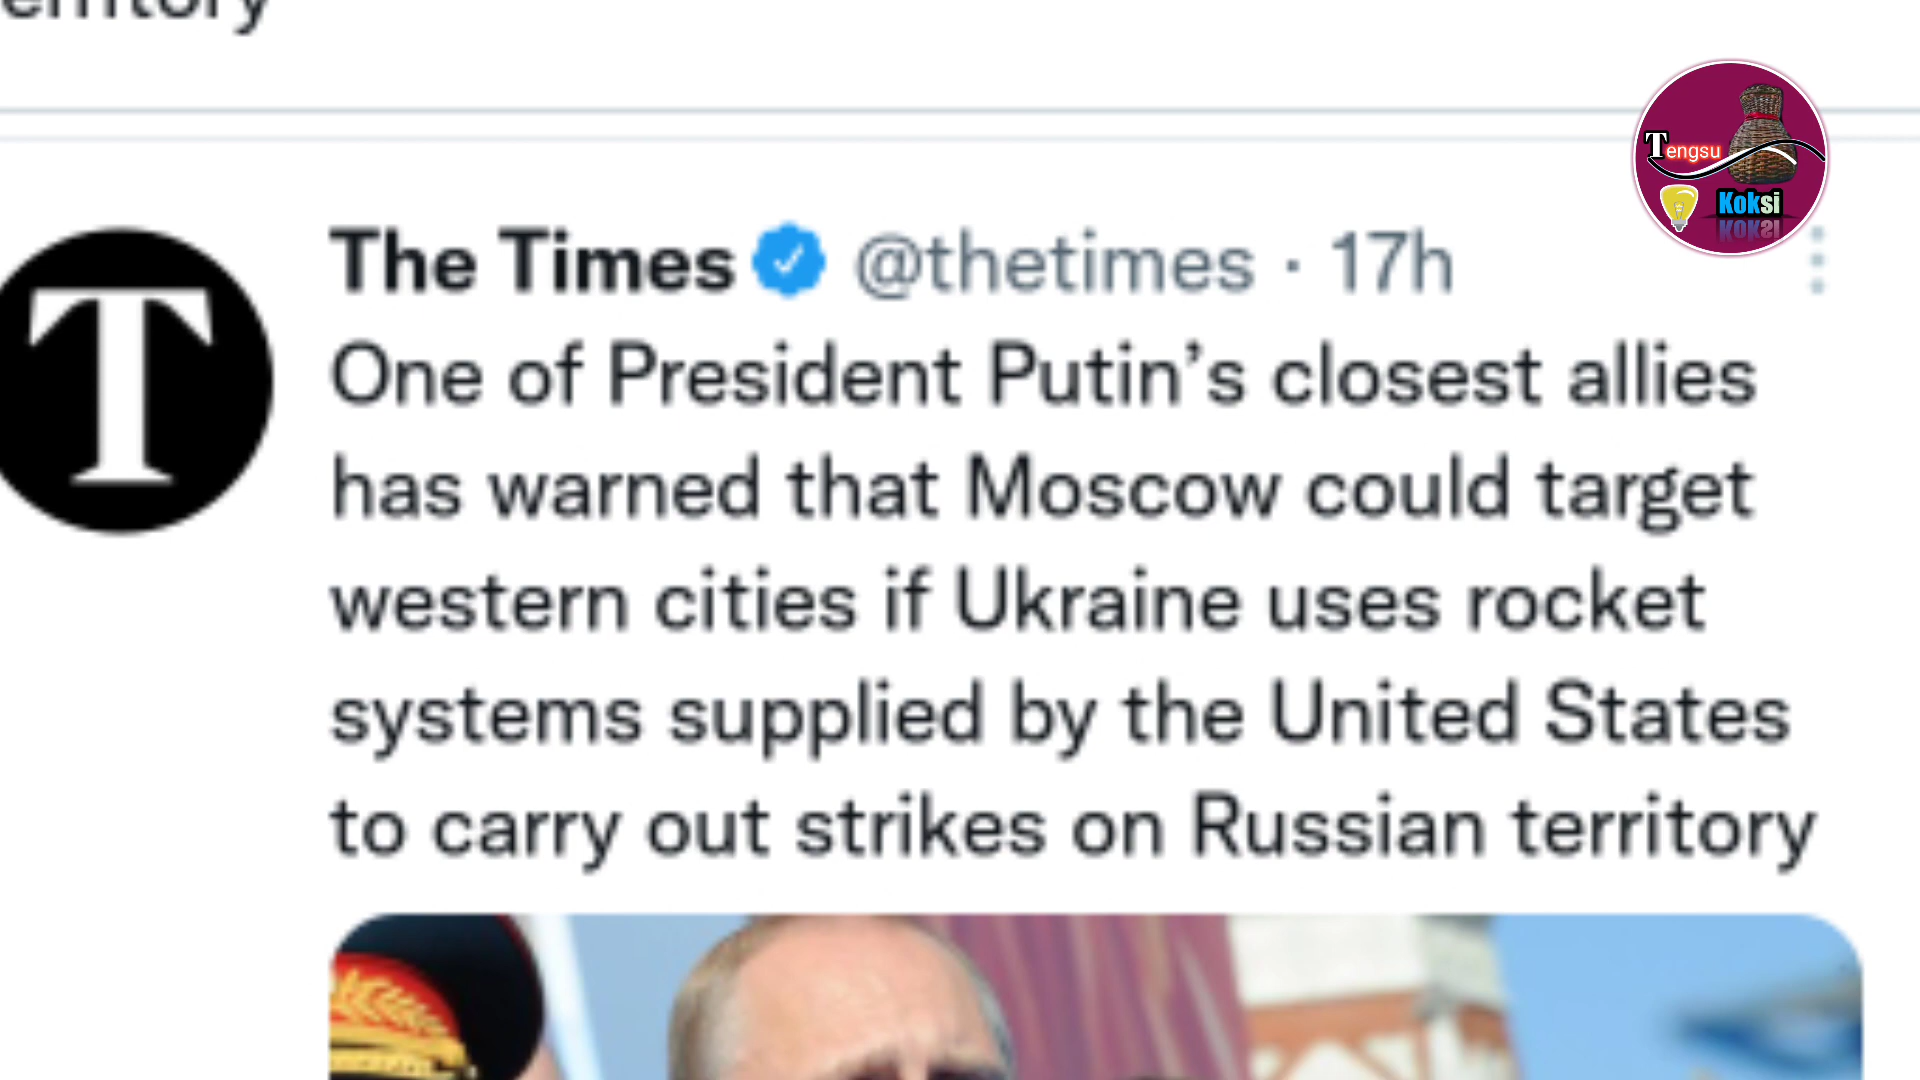 erritory
Tengsu
Koksi
The Times @thetimes · 17h
One of President Putin’s closest allies
has warned that Moscow could target
western cities if Ukraine uses rocket
systems supplied by the United States
to carry out strikes on Russian territory
T